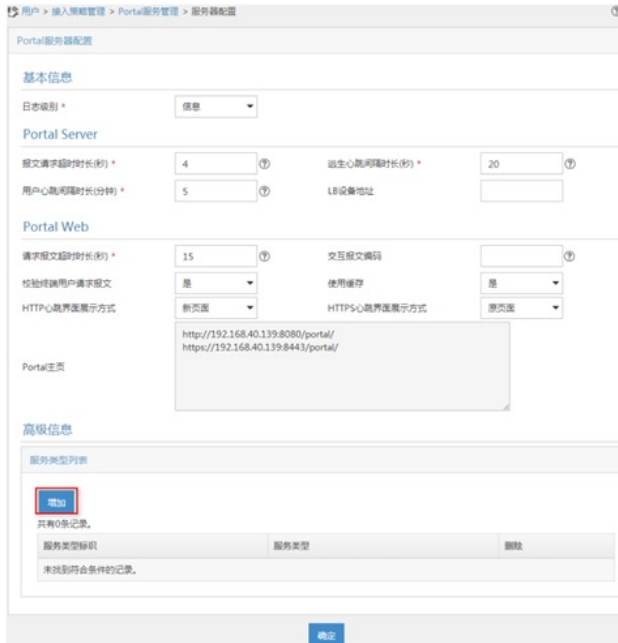 用户 > 接入策略管理 > Portal服务管理 > 服务器配置
Portal服务器配置
基本信息
日志级别 * 信息
Portal Server
报文请求超时时长(秒) * 4 逃生心跳间隔时长(秒) * 20
用户心跳间隔时长(分钟) * 5 LB设备地址
Portal Web
请求报文超时时长(秒) * 15 交互报文编码
校验终端用户请求报文 是 使用缓存 是
HTTP心跳界面展示方式 新页面 HTTPS心跳界面展示方式 原页面
http://192.168.40.139:8080/portal/
https://192.168.40.139:8443/portal/
Portal主页
高级信息
服务类型列表
增加
共有0条记录。
服务类型标识 服务类型 删除
未找到符合条件的记录。
确定